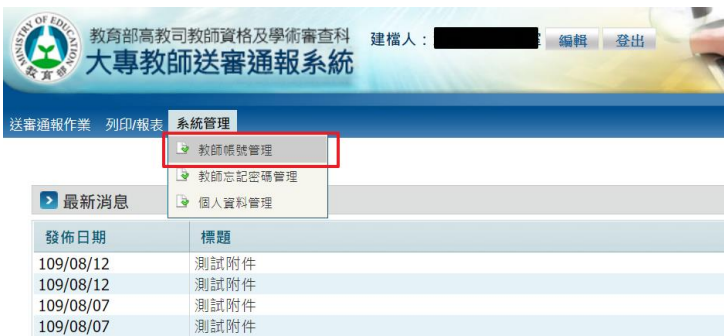 MINISTRY OF EDUCATION
教育部
教育部高教司教師資格及學術審查科
大專教師送審通報系統
建檔人：
編輯 登出
送審通報作業 列印/報表 系統管理
教師帳號管理
教師忘記密碼管理
個人資料管理
最新消息
發佈日期 標題
109/08/12 測試附件
109/08/12 測試附件
109/08/07 測試附件
109/08/07 測試附件